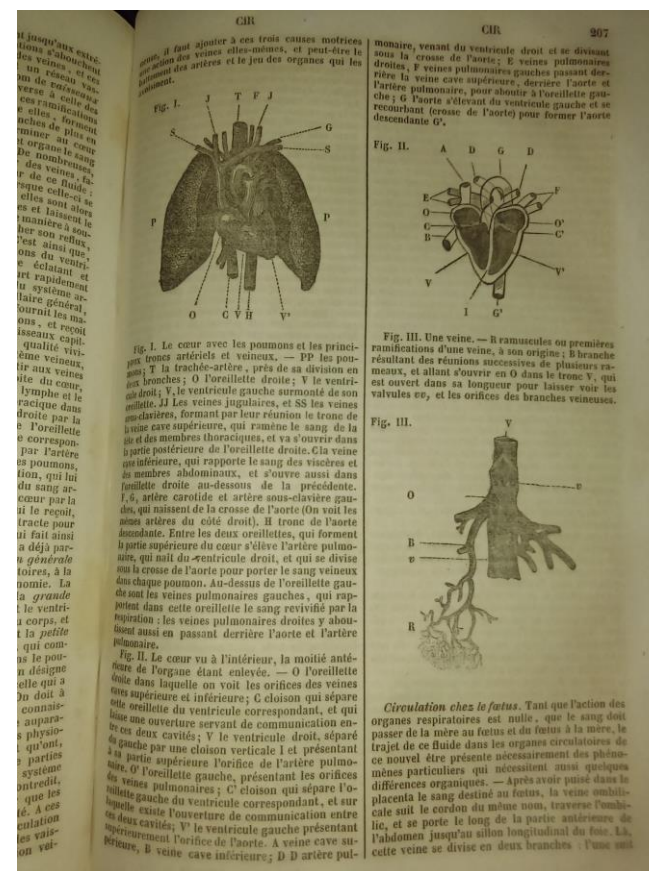 CIR
moyens, il faut ajouter à ces trois causes motrices
une action des veines elles-mêmes, et peut-être le
battement des artères et le jeu des organes qui les
avoisinent.
Fig. I.
J T F J
G
S
S
P
P
O C V H V'
Fig. I. Le cœur avec les poumons et les princi-
paux troncs artériels et veineux. — PP les pou-
mons; T la trachée-artère, près de sa division en
deux branches; O l'oreillette droite; V le ventri-
cule droit; V, le ventricule gauche surmonté de son
oreillette. JJ Les veines jugulaires, et SS les veines
sous-clavières, formant par leur réunion le tronc de
la veine cave supérieure, qui ramène le sang de la
tête et des membres thoraciques, et va s'ouvrir dans
la partie postérieure de l'oreillette droite. C la veine
cave inférieure, qui rapporte le sang des viscères et
des membres abdominaux, et s'ouvre aussi dans
l'oreillette droite au-dessous de la précédente.
F, G, artère carotide et artère sous-clavière gau-
ches, qui naissent de la crosse de l'aorte (On voit les
mêmes artères du côté droit). H tronc de l'aorte
descendante. Entre les deux oreillettes, qui forment
la partie supérieure du cœur s'élève l'artère pulmo-
naire, qui naît du ventricule droit, et qui se divise
sous la crosse de l'aorte pour porter le sang veineux
dans chaque poumon. Au-dessus de l'oreillette gau-
che sont les veines pulmonaires gauches, qui rap-
portent dans cette oreillette le sang revivifié par la
respiration : les veines pulmonaires droites y abou-
tissent aussi en passant derrière l'aorte et l'artère
pulmonaire.
Fig. II. Le cœur vu à l'intérieur, la moitié anté-
rieure de l'organe étant enlevée. — O l'oreillette
droite dans laquelle on voit les orifices des veines
caves supérieure et inférieure; C cloison qui sépare
cette oreillette du ventricule correspondant, et qui
laisse une ouverture servant de communication en-
tre ces deux cavités; V le ventricule droit, séparé
du gauche par une cloison verticale I et présentant
à sa partie supérieure l'orifice de l'artère pulmo-
naire. O' l'oreillette gauche, présentant les orifices
des veines pulmonaires; C' cloison qui sépare l'o-
reillette gauche du ventricule correspondant, et sur
laquelle existe l'ouverture de communication entre
ces deux cavités; V' le ventricule gauche présentant
supérieurement l'orifice de l'aorte. A veine cave su-
périeure, B veine cave inférieure; D D artère pul-
CIR 207
monaire, venant du ventricule droit et se divisant
sous la crosse de l'aorte; E veines pulmonaires
droites, F veines pulmonaires gauches passant der-
rière la veine cave supérieure, derrière l'aorte et
l'artère pulmonaire, pour aboutir à l'oreillette gau-
che; G l'aorte s'élevant du ventricule gauche et se
recourbant (crosse de l'aorte) pour former l'aorte
descendante G'.
Fig. II.
A D G D
E F
O O'
C C'
B
V V'
I G'
Fig. III. Une veine. — R ramuscules ou premières
ramifications d'une veine, à son origine; B branche
résultant des réunions successives de plusieurs ra-
meaux, et allant s'ouvrir en O dans le tronc V, qui
est ouvert dans sa longueur pour laisser voir les
valvules vv, et les orifices des branches veineuses.
Fig. III.
V
v
O
B
v
R
Circulation chez le fœtus. Tant que l'action des
organes respiratoires est nulle, que le sang doit
passer de la mère au fœtus et du fœtus à la mère, le
trajet de ce fluide dans les organes circulatoires de
ce nouvel être présente nécessairement des phéno-
mènes particuliers qui nécessitent aussi quelques
différences organiques. — Après avoir puisé dans le
placenta le sang destiné au fœtus, la veine ombili-
cale suit le cordon du même nom, traverse l'ombi-
lic, et se porte le long de la partie antérieure de
l'abdomen jusqu'au sillon longitudinal du foie. Là,
cette veine se divise en deux branches : l'une suit